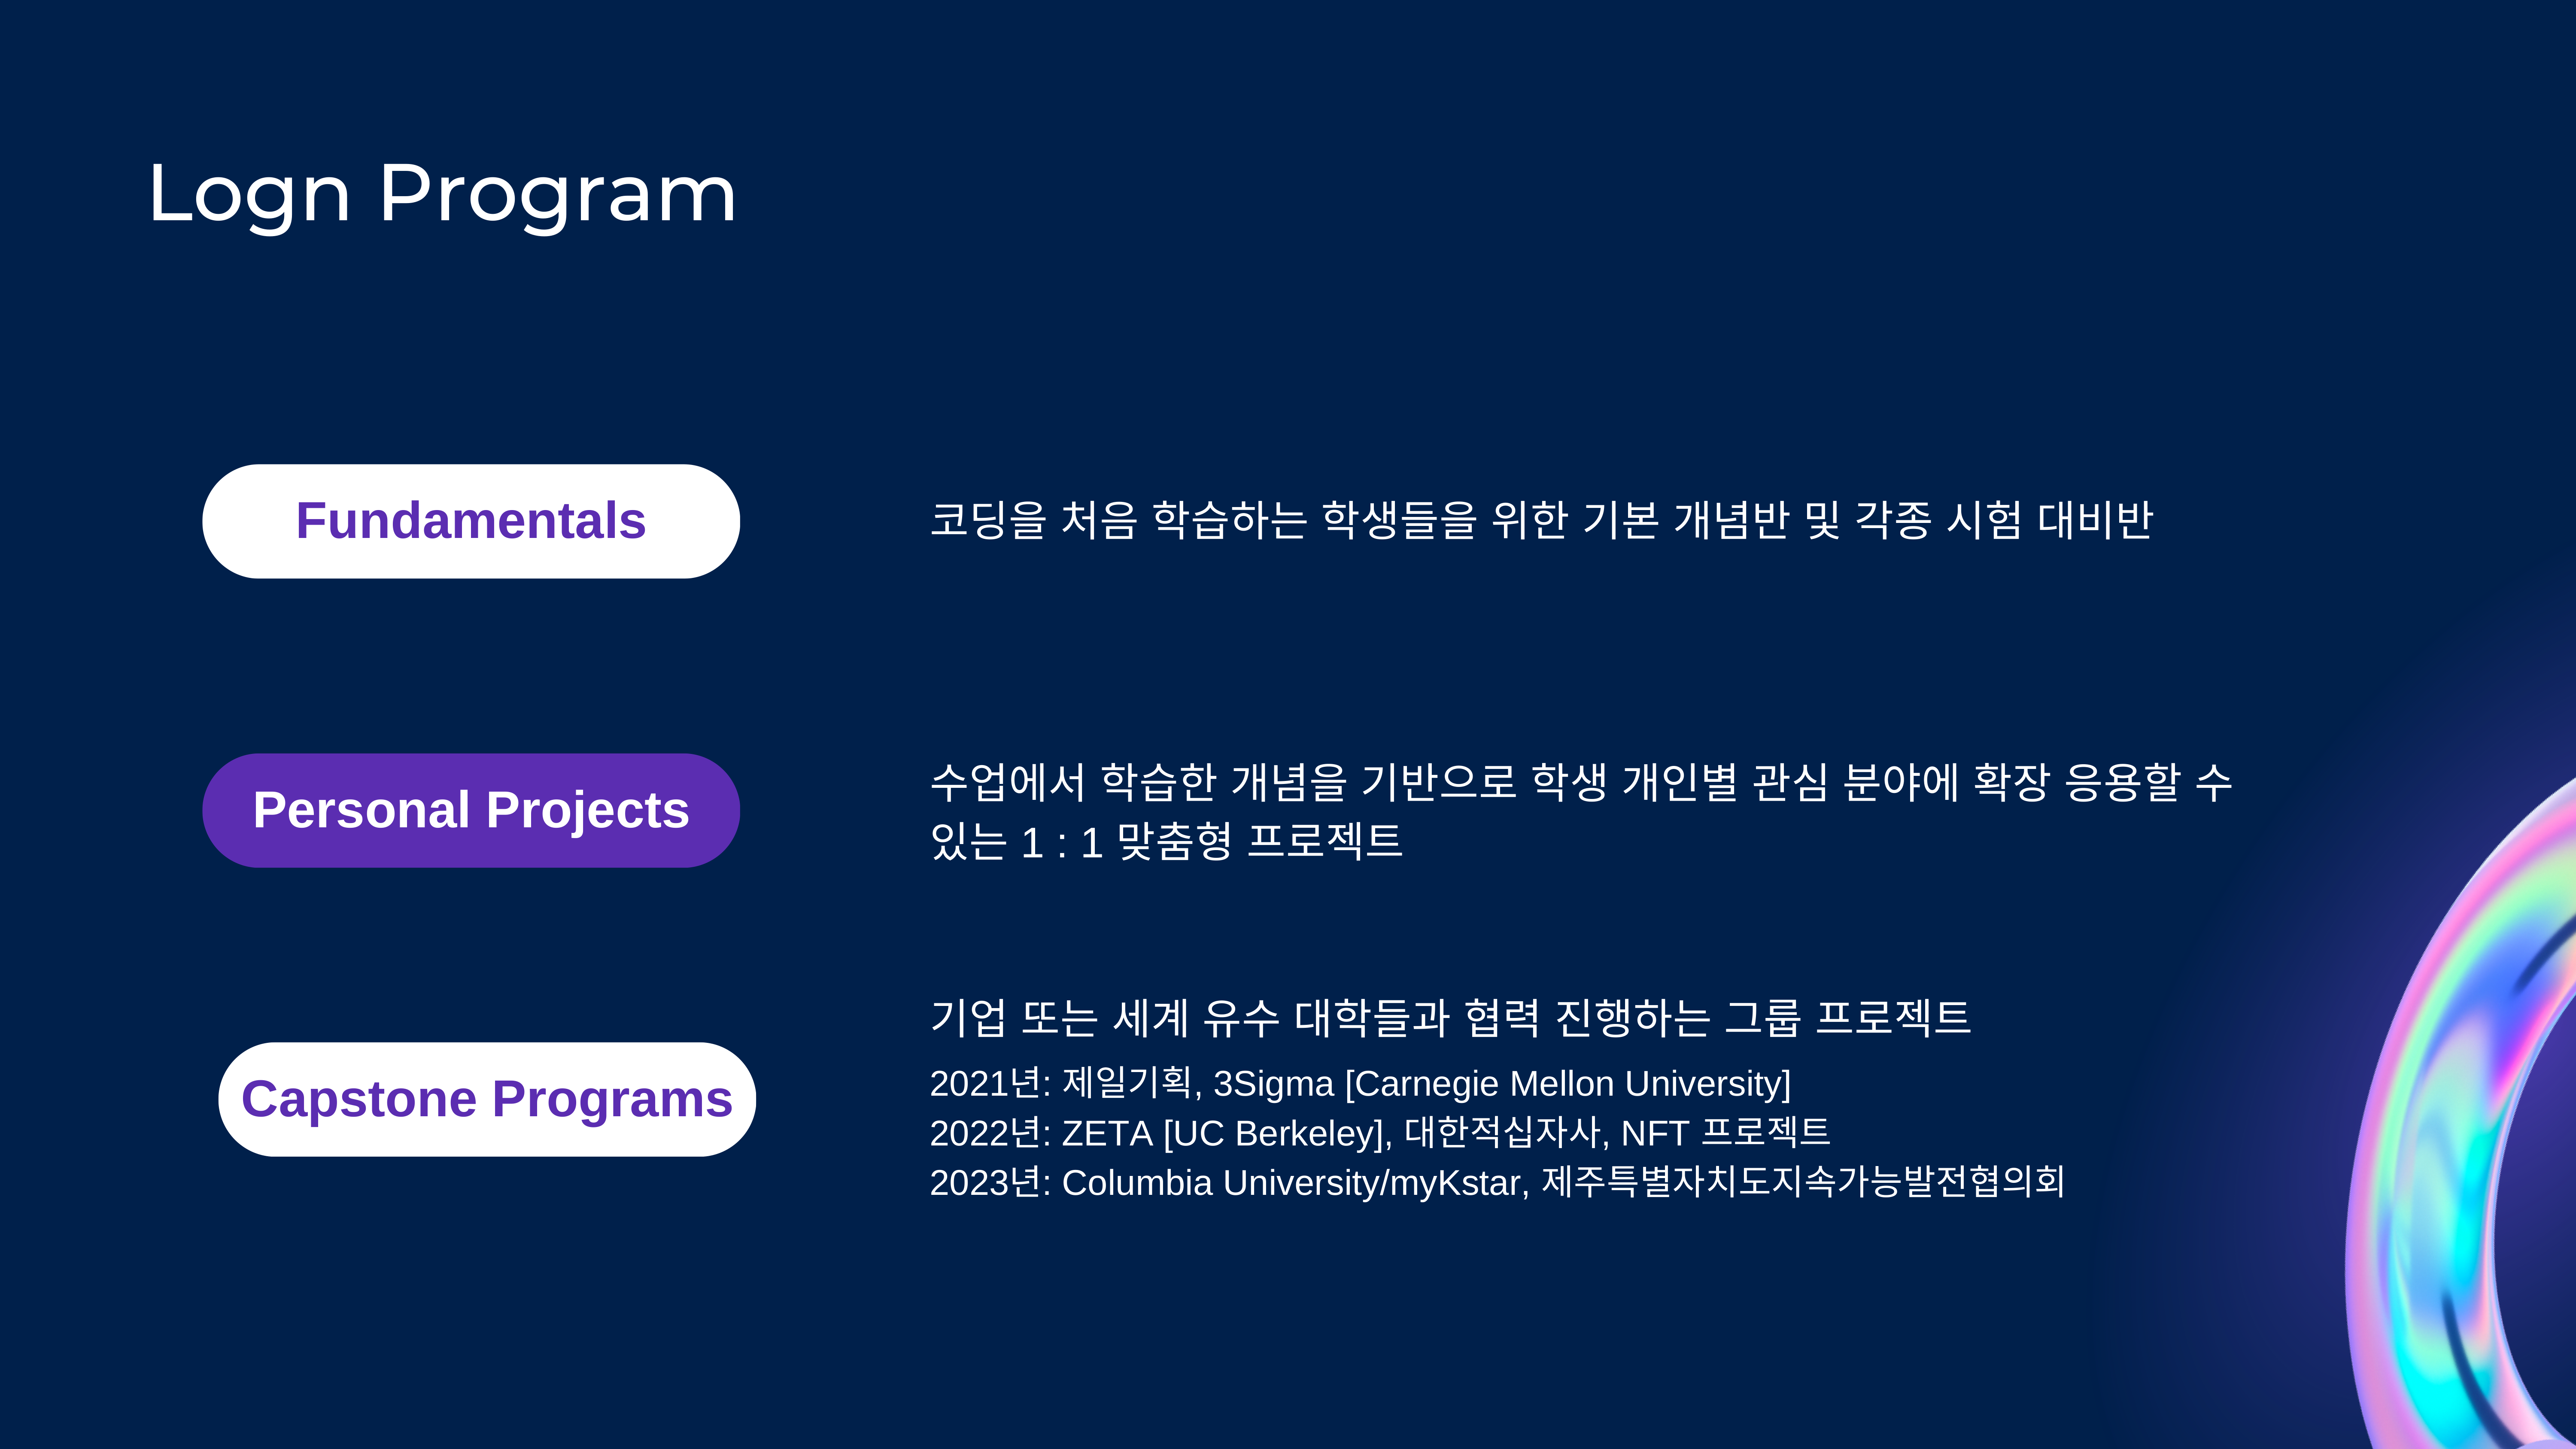 Logn Program
Fundamentals
코딩을 처음 학습하는 학생들을 위한 기본 개념반 및 각종 시험 대비반
Personal Projects
수업에서 학습한 개념을 기반으로 학생 개인별 관심 분야에 확장 응용할 수
있는 1 : 1 맞춤형 프로젝트
Capstone Programs
기업 또는 세계 유수 대학들과 협력 진행하는 그룹 프로젝트
2021년: 제일기획, 3Sigma [Carnegie Mellon University]
2022년: ZETA [UC Berkeley], 대한적십자사, NFT 프로젝트
2023년: Columbia University/myKstar, 제주특별자치도지속가능발전협의회